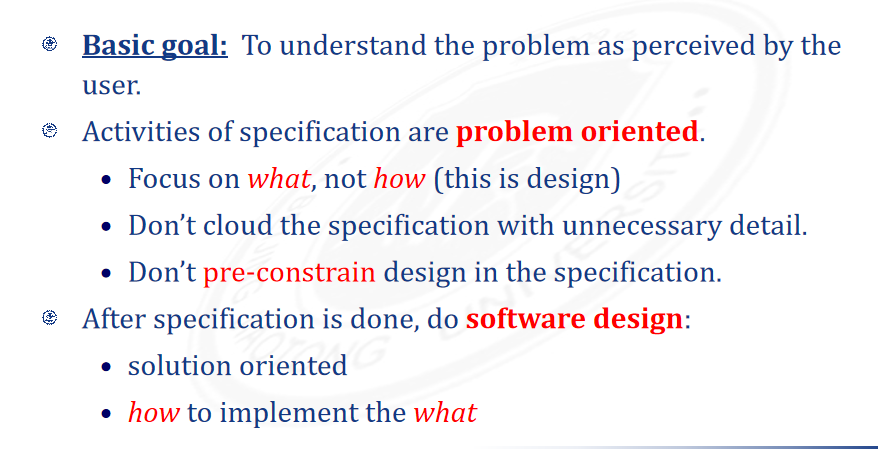 Basic goal: To understand the problem as perceived by the
user.
Activities of specification are problem oriented.
• Focus on what, not how (this is design)
• Don’t cloud the specification with unnecessary detail.
• Don’t pre-constrain design in the specification.
After specification is done, do software design:
• solution oriented
• how to implement the what
UNIVERSITY